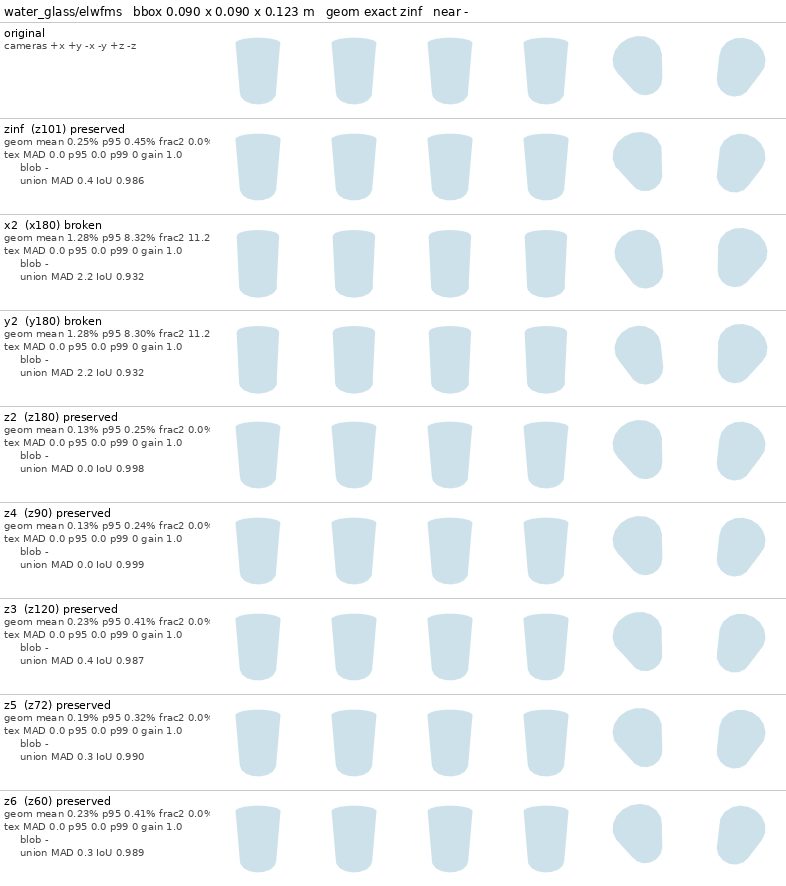 water_glass/elwfms bbox 0.090 x 0.090 x 0.123 m geom exact zinf near -
original
cameras +x +y -x -y +z -z
zinf (z101) preserved
geom mean 0.25% p95 0.45% frac2 0.0%
tex MAD 0.0 p95 0.0 p99 0 gain 1.0
blob -
union MAD 0.4 IoU 0.986
x2 (x180) broken
geom mean 1.28% p95 8.32% frac2 11.2
tex MAD 0.0 p95 0.0 p99 0 gain 1.0
blob -
union MAD 2.2 IoU 0.932
y2 (y180) broken
geom mean 1.28% p95 8.30% frac2 11.2
tex MAD 0.0 p95 0.0 p99 0 gain 1.0
blob -
union MAD 2.2 IoU 0.932
z2 (z180) preserved
geom mean 0.13% p95 0.25% frac2 0.0%
tex MAD 0.0 p95 0.0 p99 0 gain 1.0
blob -
union MAD 0.0 IoU 0.998
z4 (z90) preserved
geom mean 0.13% p95 0.24% frac2 0.0%
tex MAD 0.0 p95 0.0 p99 0 gain 1.0
blob -
union MAD 0.0 IoU 0.999
z3 (z120) preserved
geom mean 0.23% p95 0.41% frac2 0.0%
tex MAD 0.0 p95 0.0 p99 0 gain 1.0
blob -
union MAD 0.4 IoU 0.987
z5 (z72) preserved
geom mean 0.19% p95 0.32% frac2 0.0%
tex MAD 0.0 p95 0.0 p99 0 gain 1.0
blob -
union MAD 0.3 IoU 0.990
z6 (z60) preserved
geom mean 0.23% p95 0.41% frac2 0.0%
tex MAD 0.0 p95 0.0 p99 0 gain 1.0
blob -
union MAD 0.3 IoU 0.989